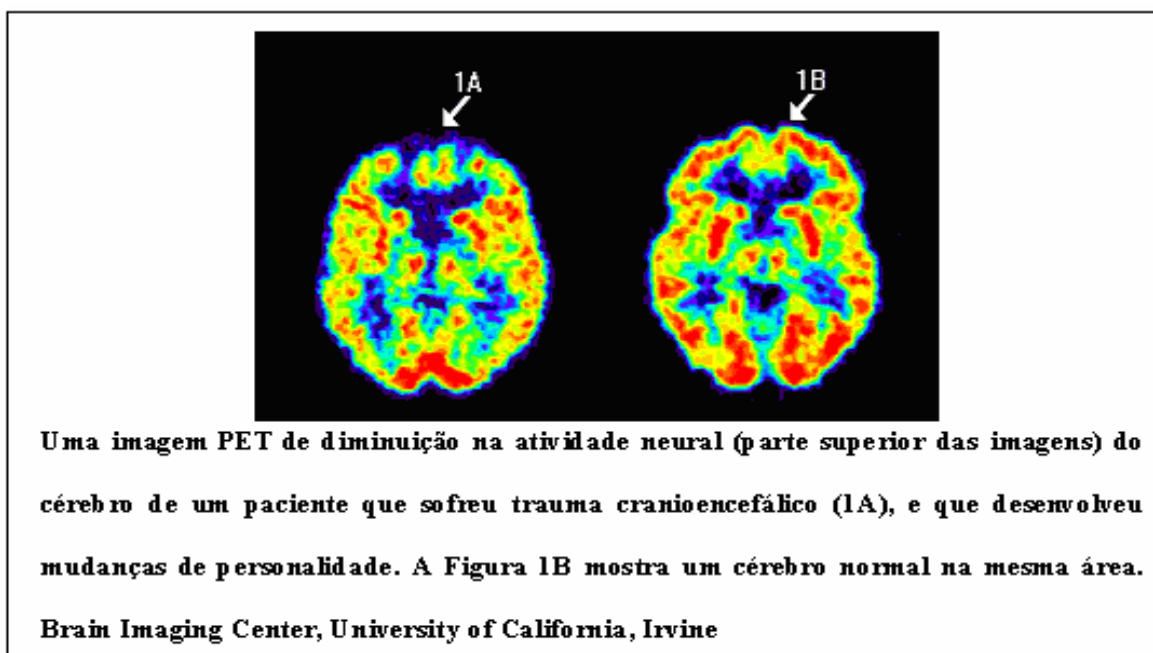 1A
1B
Uma imagem PET de diminuição na atividade neural (parte superior das imagens) do
cérebro de um paciente que sofreu trauma cranioencefálico (1A), e que desenvolveu
mudanças de personalidade. A Figura 1B mostra um cérebro normal na mesma área.
Brain Imaging Center, University of California, Irvine